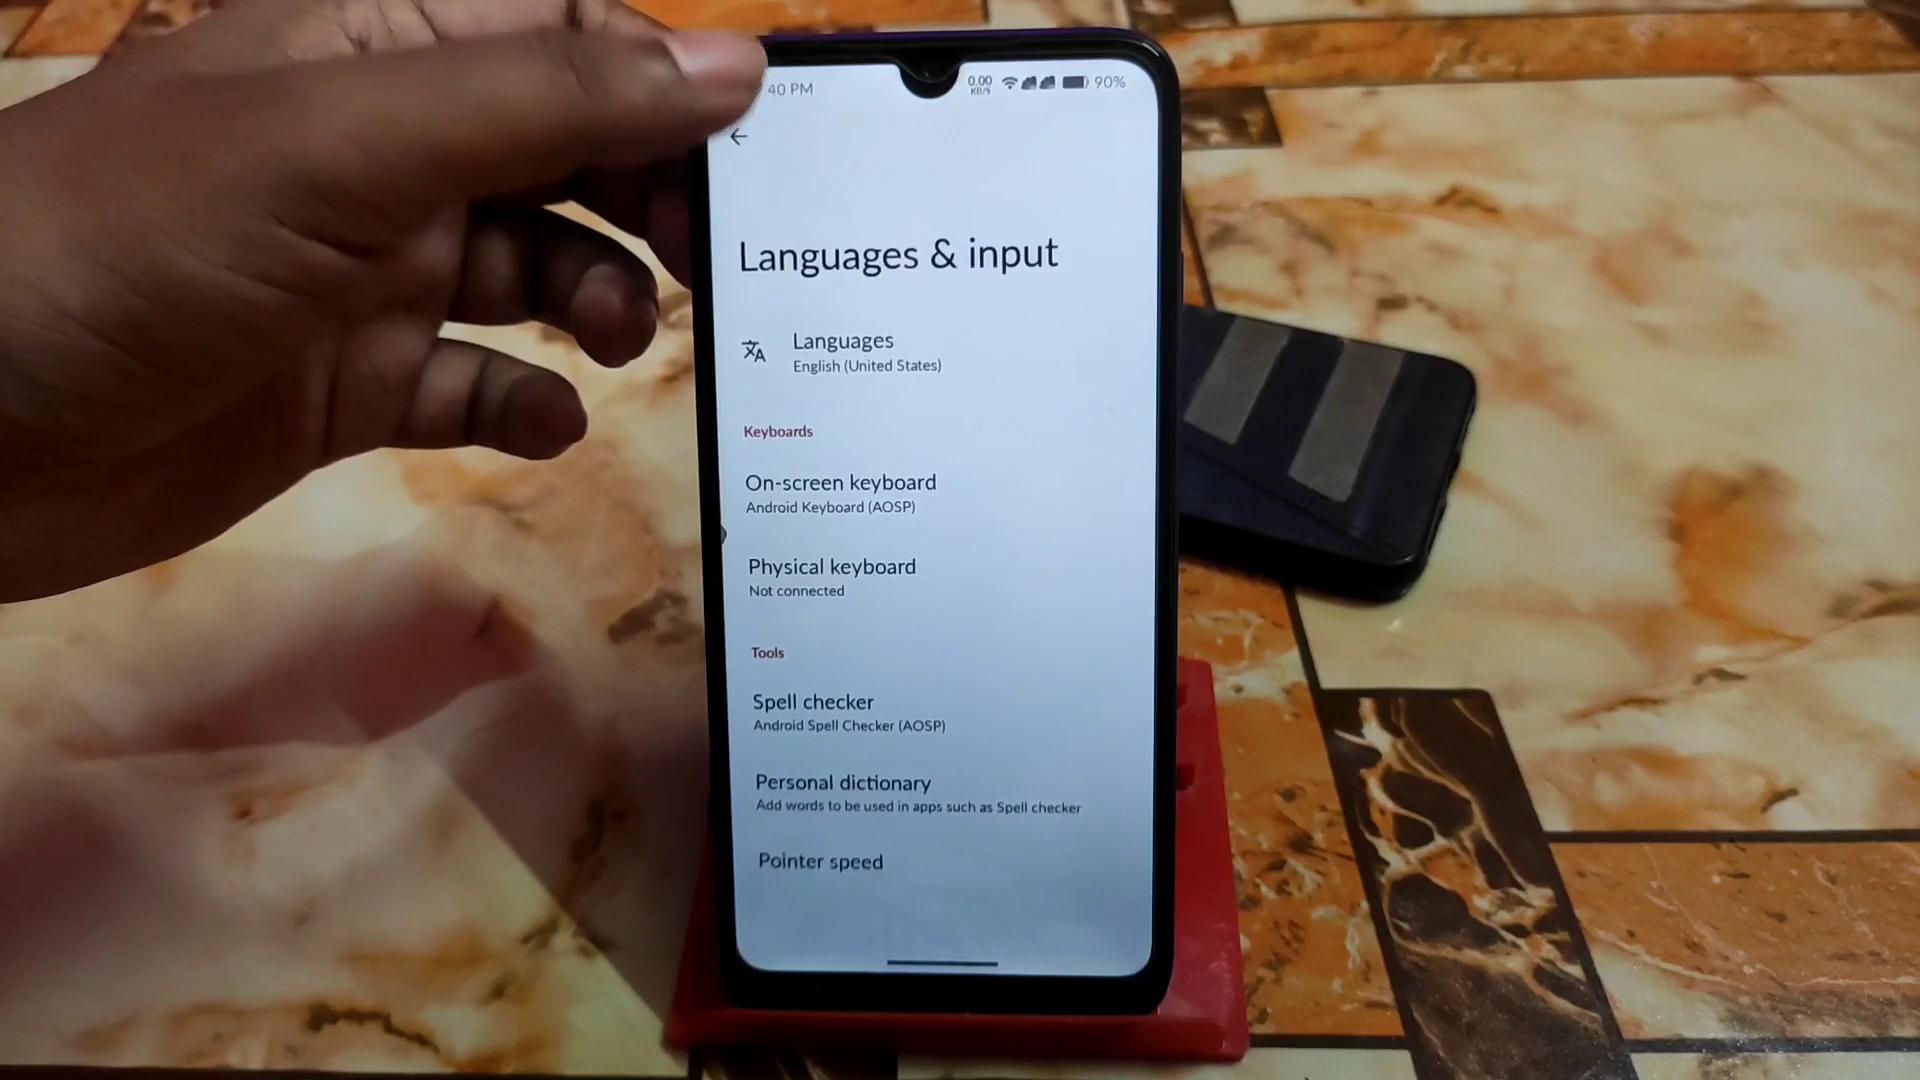 40 PM
0.00
KB/S
90%
Languages & input
Languages
English (United States)
Keyboards
On-screen keyboard
Android Keyboard (AOSP)
Physical keyboard
Not connected
Tools
Spell checker
Android Spell Checker (AOSP)
Personal dictionary
Add words to be used in apps such as Spell checker
Pointer speed